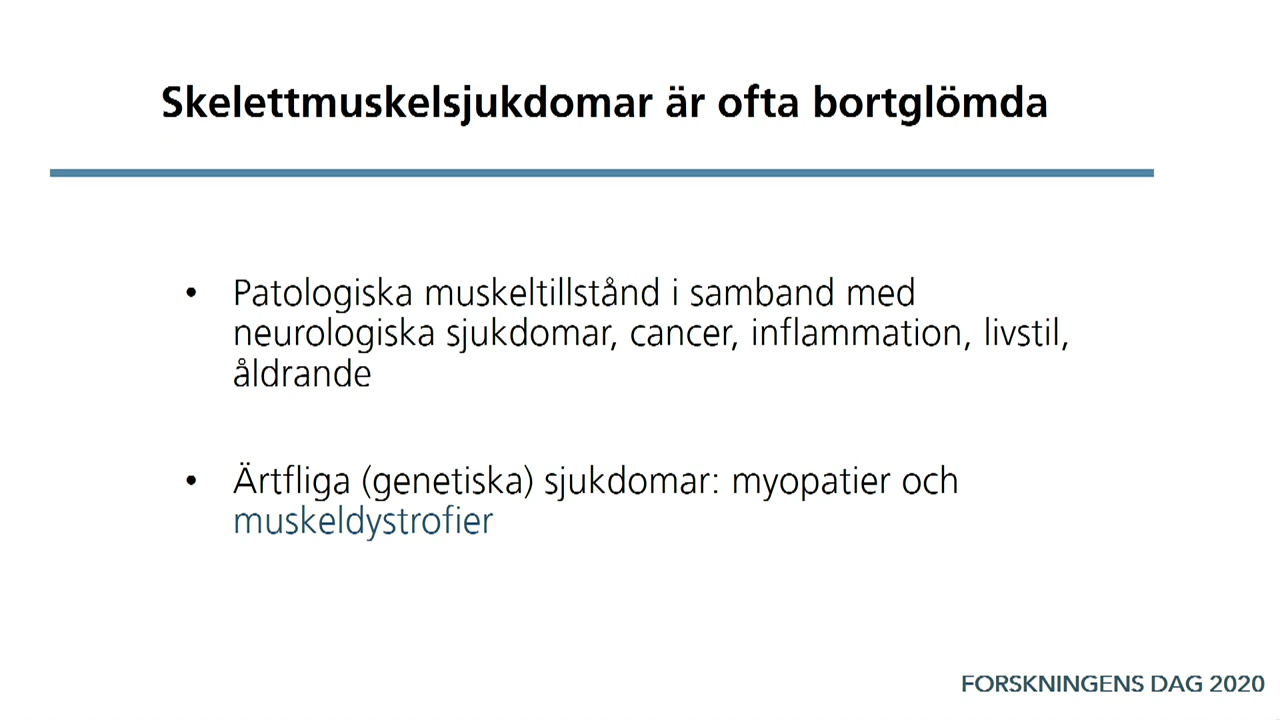 Skelettmuskelsjukdomar är ofta bortglömda
• Patologiska muskeltillstånd i samband med
neurologiska sjukdomar, cancer, inflammation, livstil,
åldrande
• Ärtfliga (genetiska) sjukdomar: myopatier och
muskeldystrofier
FORSKNINGENS DAG 2020